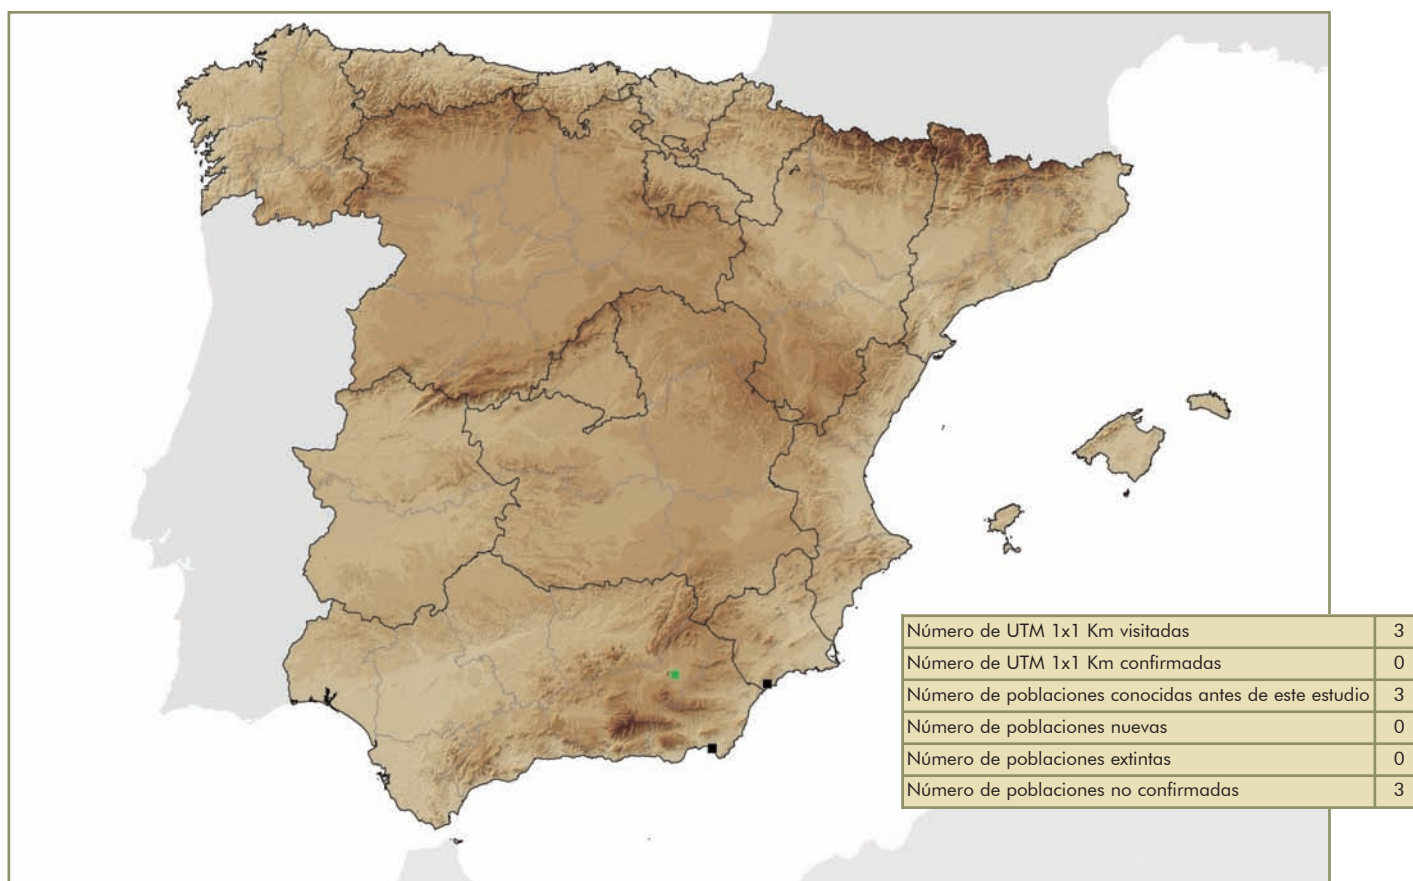 Número de UTM 1x1 Km visitadas 3
Número de UTM 1x1 Km confirmadas 0
Número de poblaciones conocidas antes de este estudio 3
Número de poblaciones nuevas 0
Número de poblaciones extintas 0
Número de poblaciones no confirmadas 3